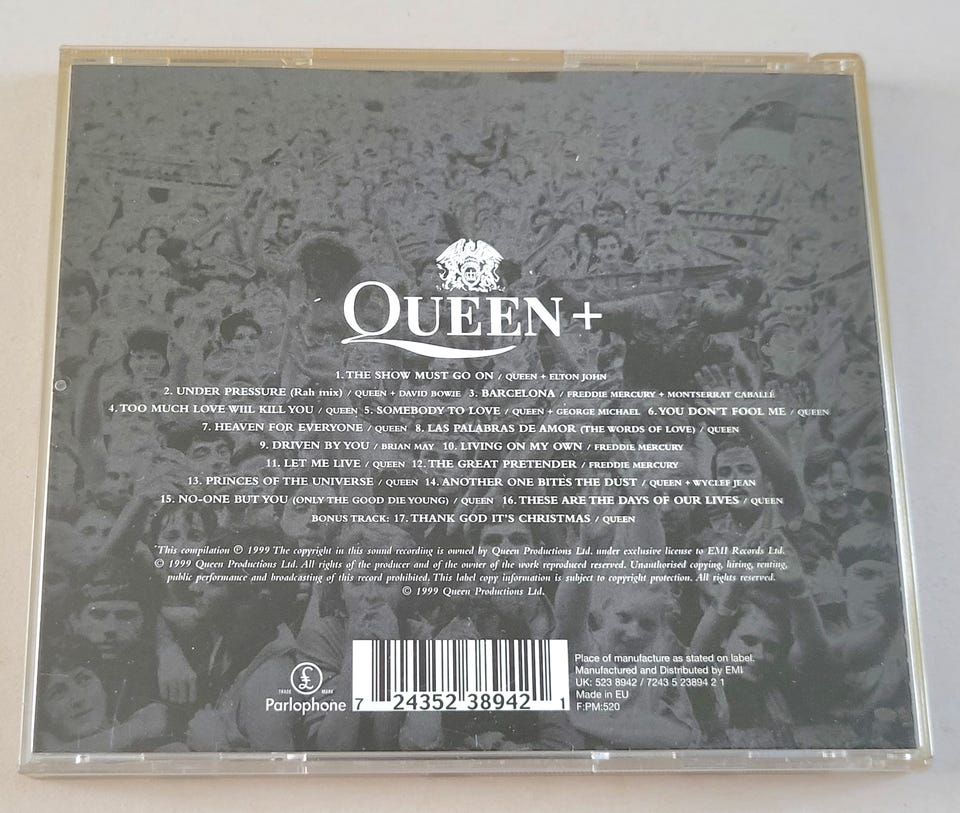 QUEEN +
1. THE SHOW MUST GO ON / QUEEN + ELTON JOHN
2. UNDER PRESSURE (Rah mix) / QUEEN + DAVID BOWIE 3. BARCELONA / FREDDIE MERCURY + MONTSERRAT CABALLÉ
4. TOO MUCH LOVE WIIL KILL YOU / QUEEN 5. SOMEBODY TO LOVE / QUEEN + GEORGE MICHAEL 6. YOU DON'T FOOL ME / QUEEN
7. HEAVEN FOR EVERYONE / QUEEN 8. LAS PALABRAS DE AMOR (THE WORDS OF LOVE) / QUEEN
9. DRIVEN BY YOU / BRIAN MAY 10. LIVING ON MY OWN / FREDDIE MERCURY
11. LET ME LIVE / QUEEN 12. THE GREAT PRETENDER / FREDDIE MERCURY
13. PRINCES OF THE UNIVERSE / QUEEN 14. ANOTHER ONE BITES THE DUST / QUEEN + WYCLEF JEAN
15. NO-ONE BUT YOU (ONLY THE GOOD DIE YOUNG) / QUEEN 16. THESE ARE THE DAYS OF OUR LIVES / QUEEN
BONUS TRACK: 17. THANK GOD IT'S CHRISTMAS / QUEEN
This compilation ℗ 1999 The copyright in this sound recording is owned by Queen Productions Ltd. under exclusive license to EMI Records Ltd.
© 1999 Queen Productions Ltd. All rights of the producer and of the owner of the work reproduced reserved. Unauthorised copying, hiring, renting,
public performance and broadcasting of this record prohibited. This label copy information is subject to copyright protection. All rights reserved.
© 1999 Queen Productions Ltd.
£
TRADE MARK
Parlophone
7 24352 38942 1
Place of manufacture as stated on label.
Manufactured and Distributed by EMI.
UK: 523 8942 / 7243 5 23894 2 1
Made in EU
F:PM:520